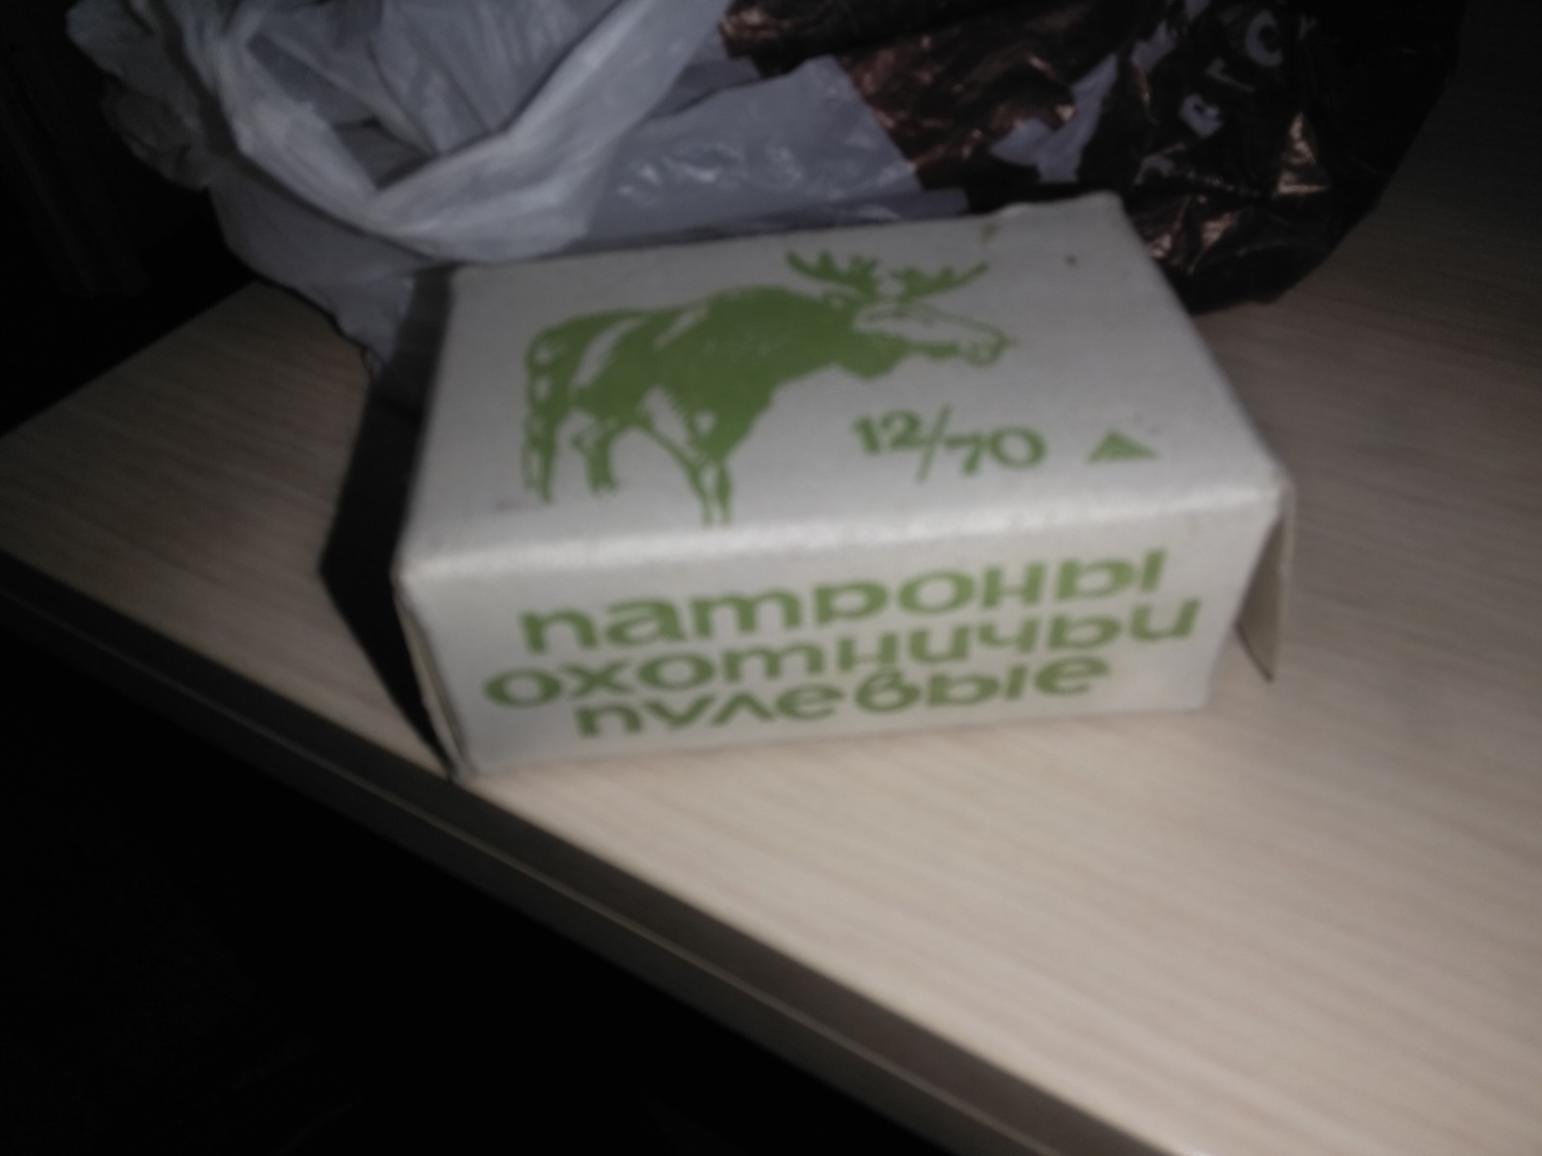 12/70
патроны
охотничьи
пулевые